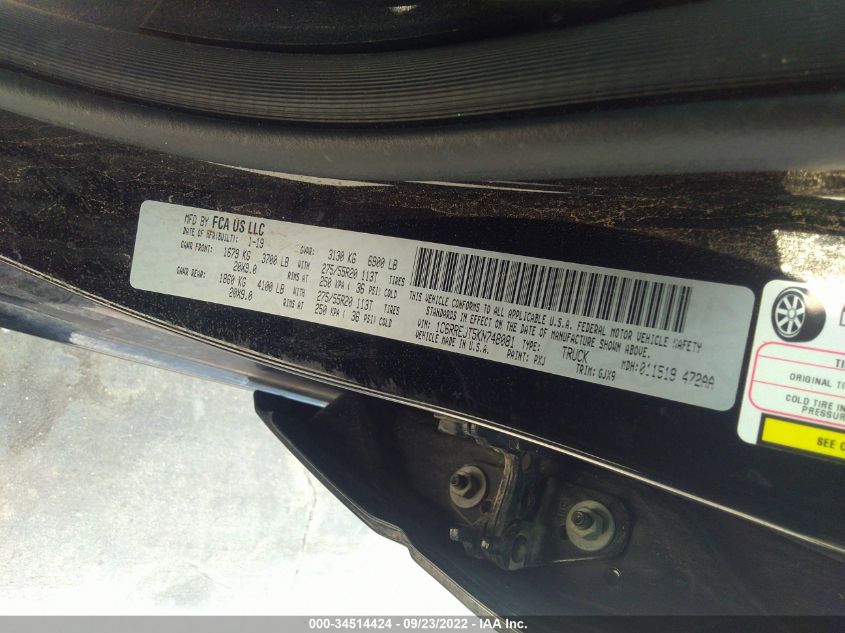 MFD BY FCA US LLC
DATE OF MFR(BUILT): 1-19 GVWR: 3130 KG 6900 LB
GAWR FRONT: 1679 KG 3700 LB WITH 275/55R20 113T TIRES
20X9.0 RIMS AT 250 KPA ( 36 PSI) COLD
GAWR REAR: 1860 KG 4100 LB WITH 275/55R20 113T TIRES
20X9.0 RIMS AT 250 KPA ( 36 PSI) COLD
THIS VEHICLE CONFORMS TO ALL APPLICABLE U.S.A. FEDERAL MOTOR VEHICLE SAFETY
STANDARDS IN EFFECT ON THE DATE OF MANUFACTURE SHOWN ABOVE.
VIN: 1C6RREJT5KN748081 TYPE: TRUCK MDH: 011519 472AA
VEHICLE MADE IN U.S.A. PAINT: PXJ TRIM: GJX9
ORIGINAL
COLD TIRE
PRESSURE
SEE
000-34514424 - 09/23/2022 - IAA Inc.